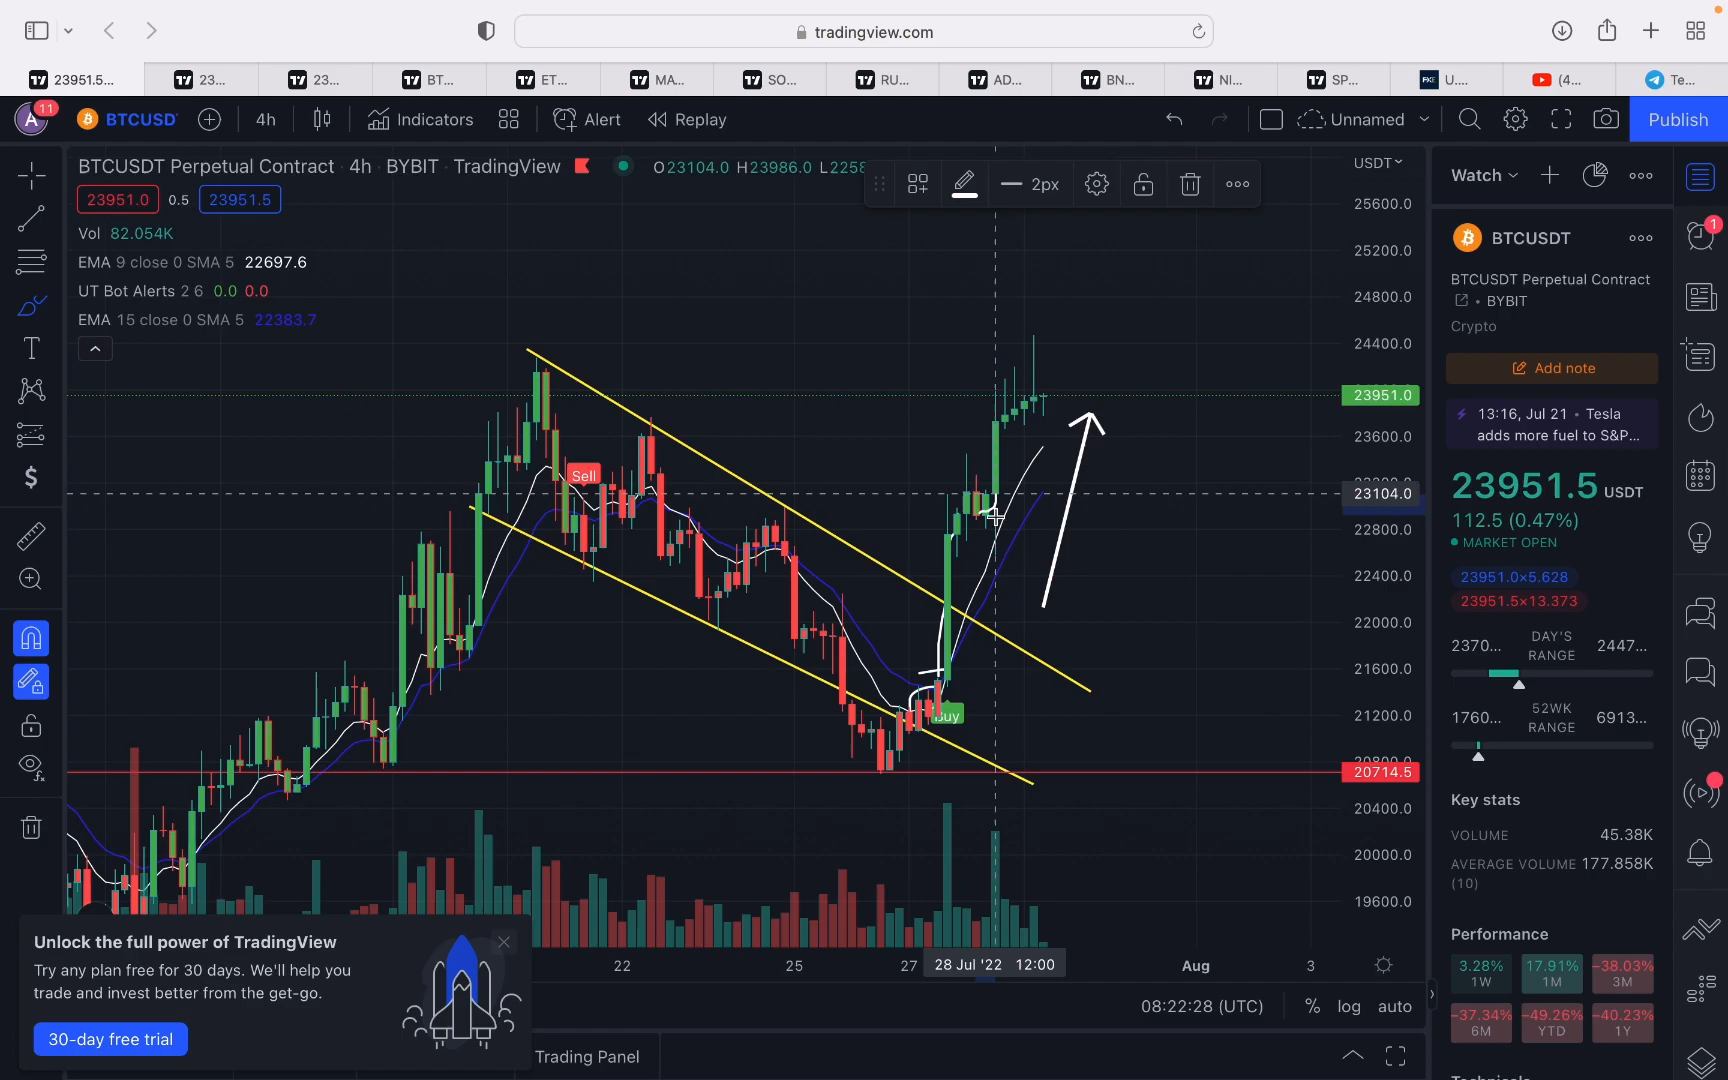 tradingview.com
23951.5...
23...
23...
BT...
ET...
MA...
SO...
RU...
AD...
BN...
NI...
SP...
FXE
U....
(4...
Te...
A
11
BTCUSD
4h
Indicators
Alert
Replay
Unnamed
Publish
BTCUSDT Perpetual Contract · 4h · BYBIT · TradingView
O23104.0 H23986.0 L2258
2px
23951.0 0.5 23951.5
Vol 82.054K
EMA 9 close 0 SMA 5 22697.6
UT Bot Alerts 2 6 0.0 0.0
EMA 15 close 0 SMA 5 22383.7
Sell
Buy
USDT
25600.0
25200.0
24800.0
24400.0
23951.0
23600.0
23104.0
22800.0
22400.0
22000.0
21600.0
21200.0
20714.5
20400.0
20000.0
19600.0
22
25
27
28 Jul '22 12:00
Aug
3
08:22:28 (UTC)
%
log
auto
Trading Panel
Unlock the full power of TradingView
Try any plan free for 30 days. We'll help you
trade and invest better from the get-go.
30-day free trial
Watch
BTCUSDT
BTCUSDT Perpetual Contract
• BYBIT
Crypto
Add note
13:16, Jul 21 • Tesla
adds more fuel to S&P...
23951.5 USDT
112.5 (0.47%)
MARKET OPEN
23951.0×5.628
23951.5×13.373
2370...
DAY'S
RANGE
2447...
1760...
52WK
RANGE
6913...
Key stats
VOLUME 45.38K
AVERAGE VOLUME 177.858K
(10)
Performance
3.28%
1W
17.91%
1M
−38.03%
3M
−37.34%
6M
−49.26%
YTD
−40.23%
1Y
1